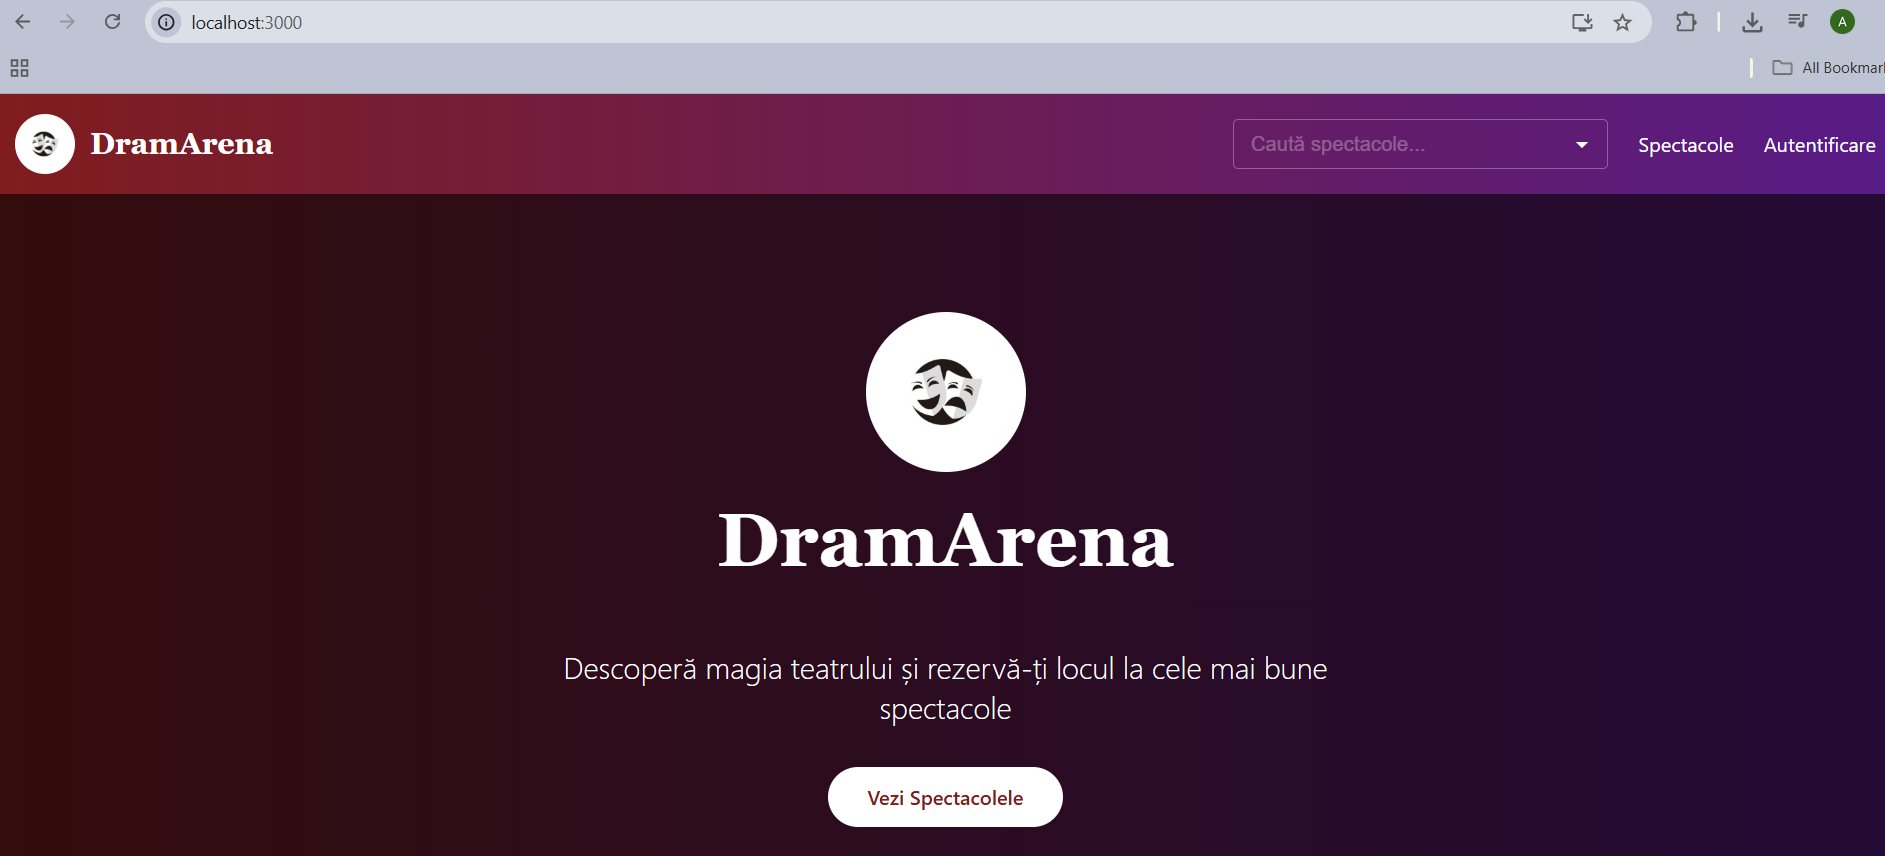 localhost:3000
A
All Bookmar
DramArena
Caută spectacole...
Spectacole
Autentificare
DramArena
Descoperă magia teatrului și rezervă-ți locul la cele mai bune
spectacole
Vezi Spectacolele